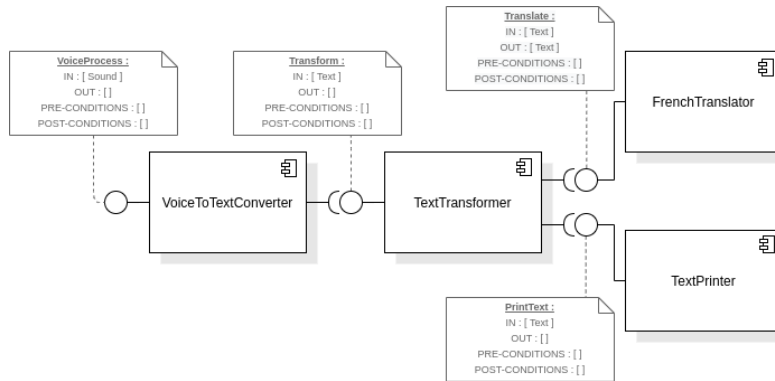 Translate :
IN : [ Text ]
OUT : [ Text ]
PRE-CONDITIONS : [ ]
POST-CONDITIONS : [ ]
VoiceProcess :
IN : [ Sound ]
OUT : [ ]
PRE-CONDITIONS : [ ]
POST-CONDITIONS : [ ]
Transform :
IN : [ Text ]
OUT : [ ]
PRE-CONDITIONS : [ ]
POST-CONDITIONS : [ ]
FrenchTranslator
VoiceToTextConverter
TextTransformer
TextPrinter
PrintText :
IN : [ Text ]
OUT : [ ]
PRE-CONDITIONS : [ ]
POST-CONDITIONS : [ ]